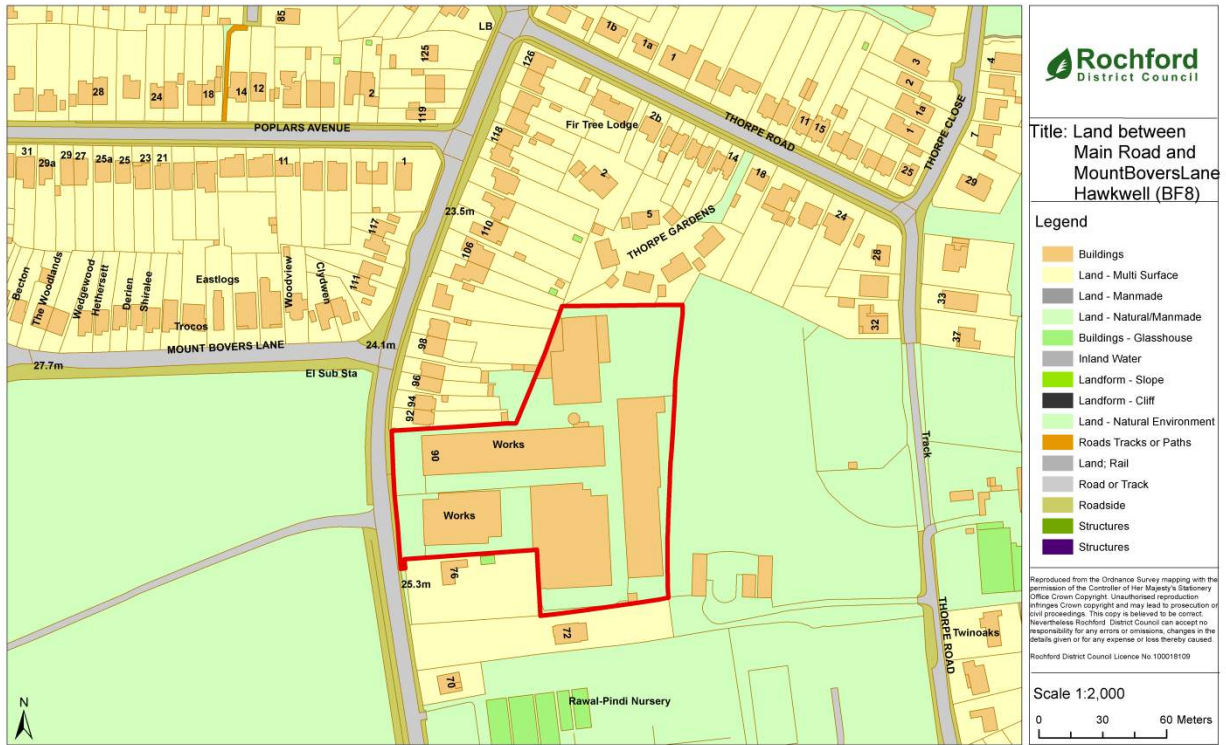 85
LB
125
28
24
18
14
12
2
119
POPLARS AVENUE
31
29a
29
27
25a
25
23
21
11
1
117
111
Becton
The Woodlands
Wedgewood
Hethersett
Derien
Shiralee
Trocos
Eastlogs
Woodview
Clydwen
MOUNT BOVERS LANE
27.7m
24.1m
El Sub Sta
23.5m
126
118
110
106
98
96
94
92
1b
1a
1
Fir Tree Lodge
2b
2
5
14
18
THORPE ROAD
11
15
THORPE GARDENS
24
28
32
25
THORPE CLOSE
3
2
1a
1
4
7
29
33
37
90
Works
Works
25.3m
76
72
70
Rawal-Pindi Nursery
Track
THORPE ROAD
Twinoaks
N
Rochford
District Council
Title: Land between
Main Road and
MountBoversLane
Hawkwell (BF8)
Legend
Buildings
Land - Multi Surface
Land - Manmade
Land - Natural/Manmade
Buildings - Glasshouse
Inland Water
Landform - Slope
Landform - Cliff
Land - Natural Environment
Roads Tracks or Paths
Land; Rail
Road or Track
Roadside
Structures
Structures
Reproduced from the Ordnance Survey mapping with the
permission of the Controller of Her Majesty's Stationery
Office Crown Copyright. Unauthorised reproduction
infringes Crown copyright and may lead to prosecution or
civil proceedings. This copy is believed to be correct.
Nevertheless Rochford District Council can accept no
responsibility for any errors or omissions, changes in the
details given or for any expense or loss thereby caused.
Rochford District Council Licence No.100018109
Scale 1:2,000
0 30 60 Meters